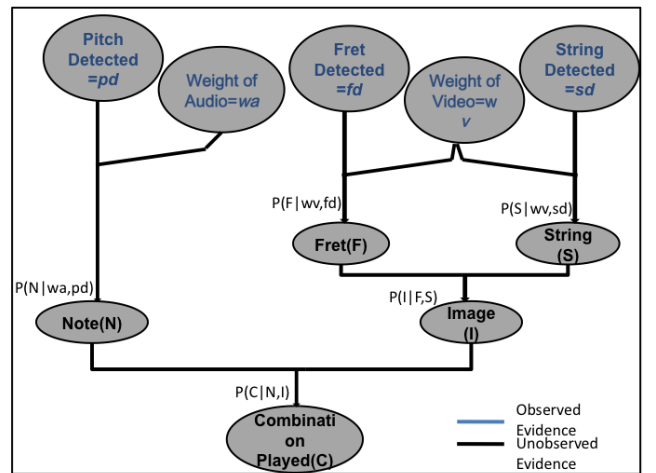 Pitch
Detected
=pd
Weight of
Audio=wa
Fret
Detected
=fd
Weight of
Video=w
v
String
Detected
=sd
P(F|wv,fd)
P(S|wv,sd)
Fret(F)
String
(S)
P(N|wa,pd)
P(I|F,S)
Note(N)
Image
(I)
P(C|N,I)
Combinati
on
Played(C)
Observed
Evidence
Unobserved
Evidence